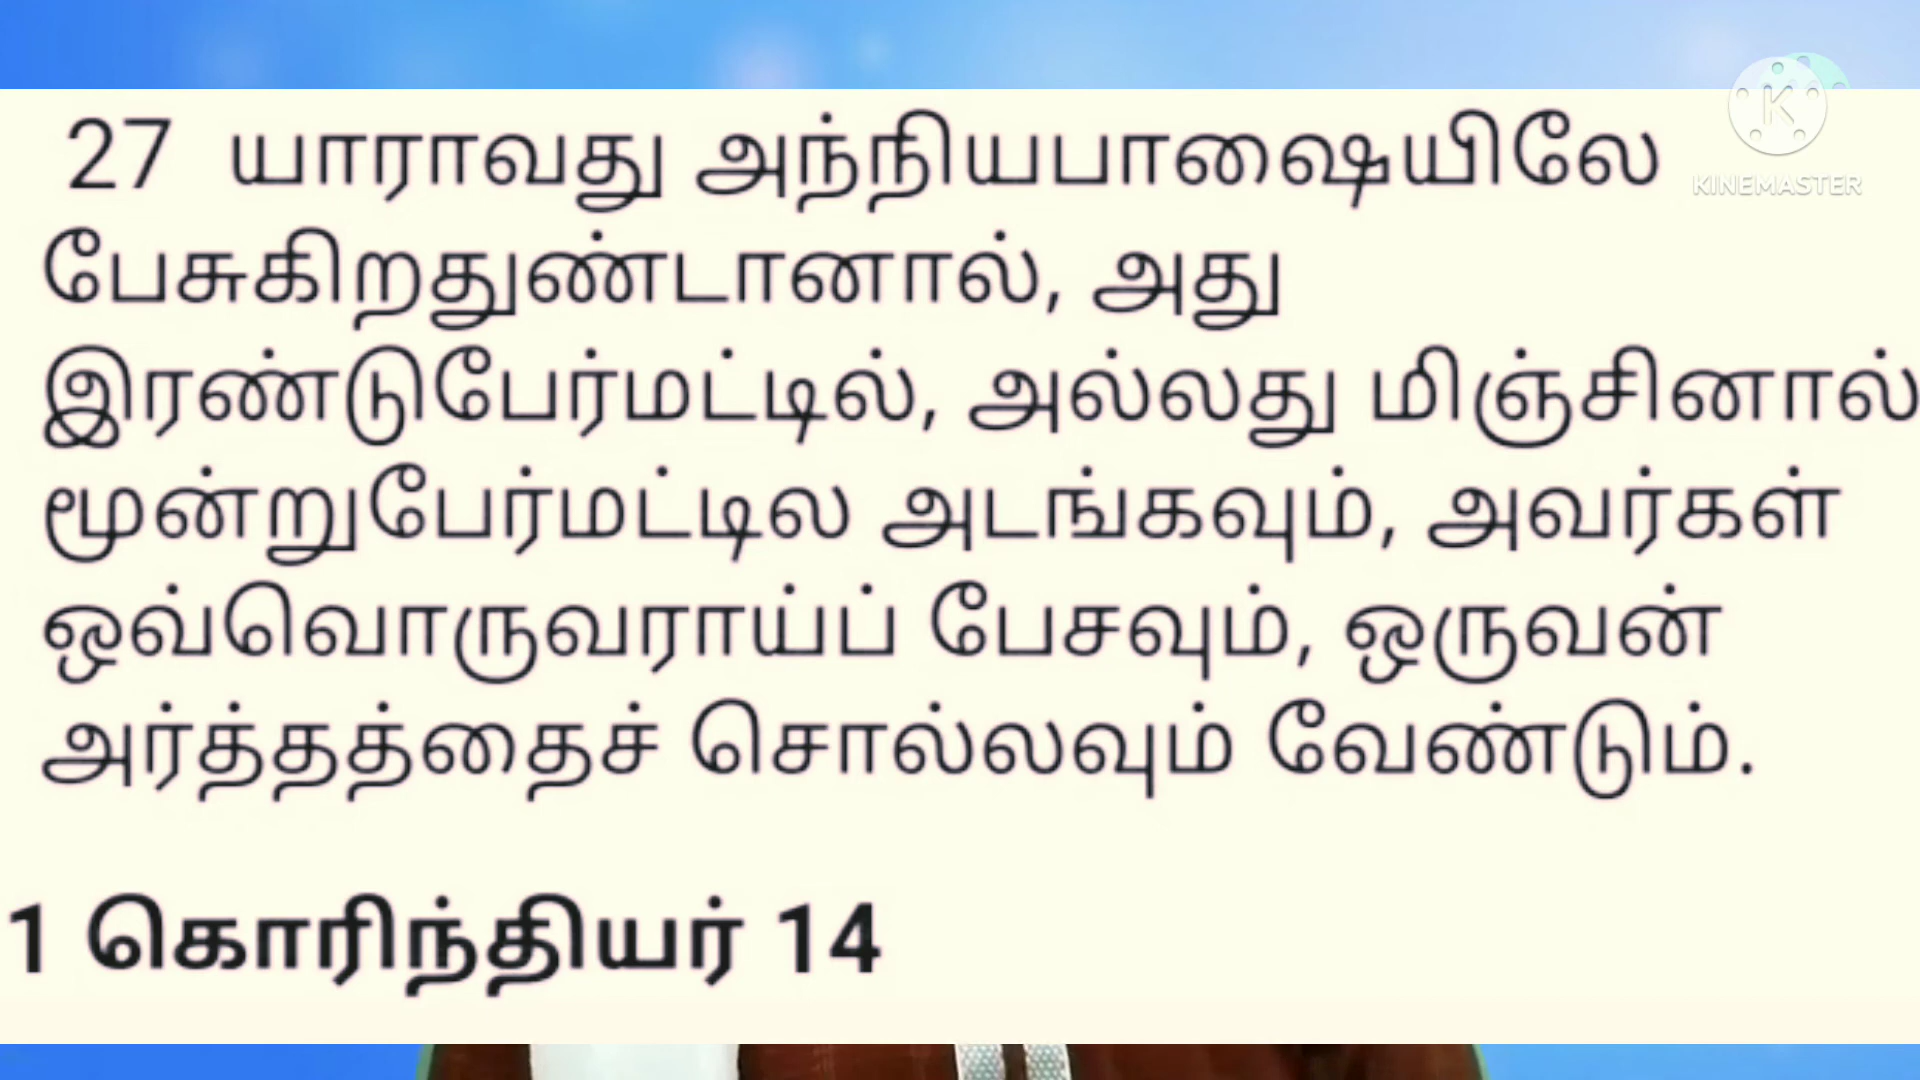 27 யாராவது அந்நியபாஷையிலே
பேசுகிறதுண்டானால், அது
இரண்டுபேர்மட்டில், அல்லது மிஞ்சினால்
மூன்றுபேர்மட்டில் அடங்கவும், அவர்கள்
ஒவ்வொருவராய்ப் பேசவும், ஒருவன்
அர்த்தத்தைச் சொல்லவும் வேண்டும்.
1 கொரிந்தியர் 14
K
KINEMASTER